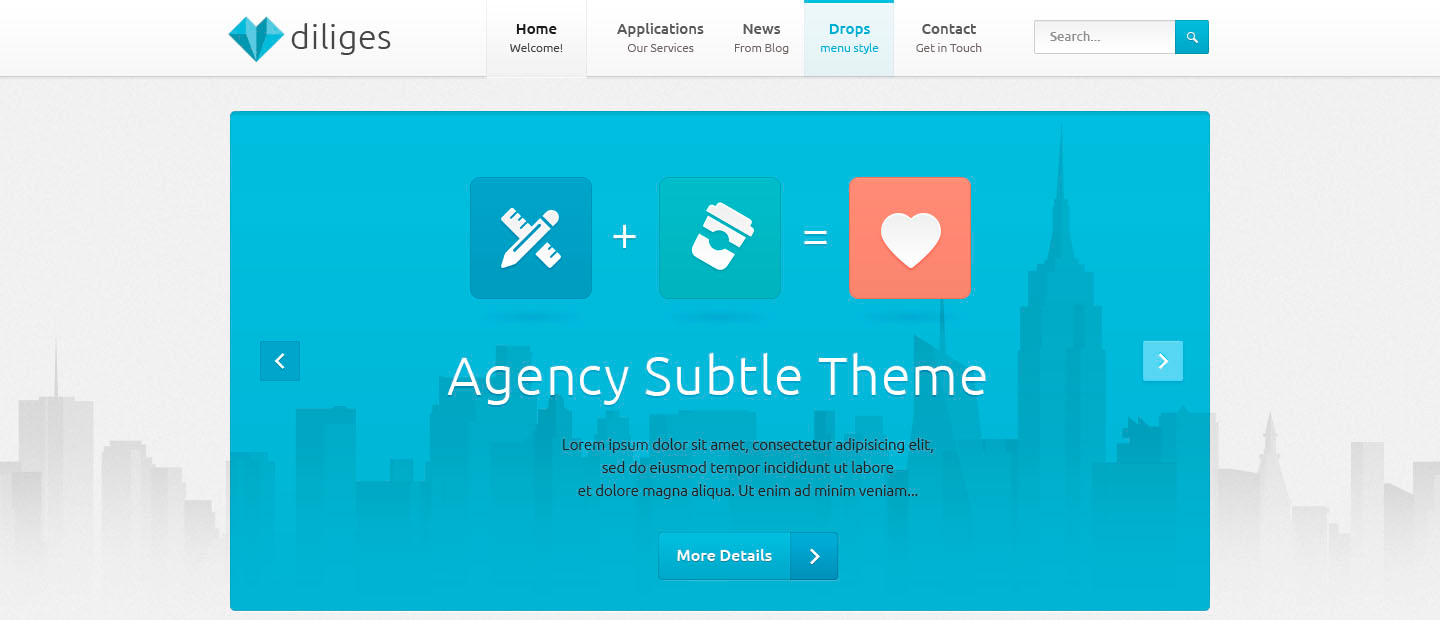 diliges
Home
Welcome!
Applications
Our Services
News
From Blog
Drops
menu style
Contact
Get in Touch
Search...
+ =
Agency Subtle Theme
Lorem ipsum dolor sit amet, consectetur adipisicing elit,
sed do eiusmod tempor incididunt ut labore
et dolore magna aliqua. Ut enim ad minim veniam...
More Details